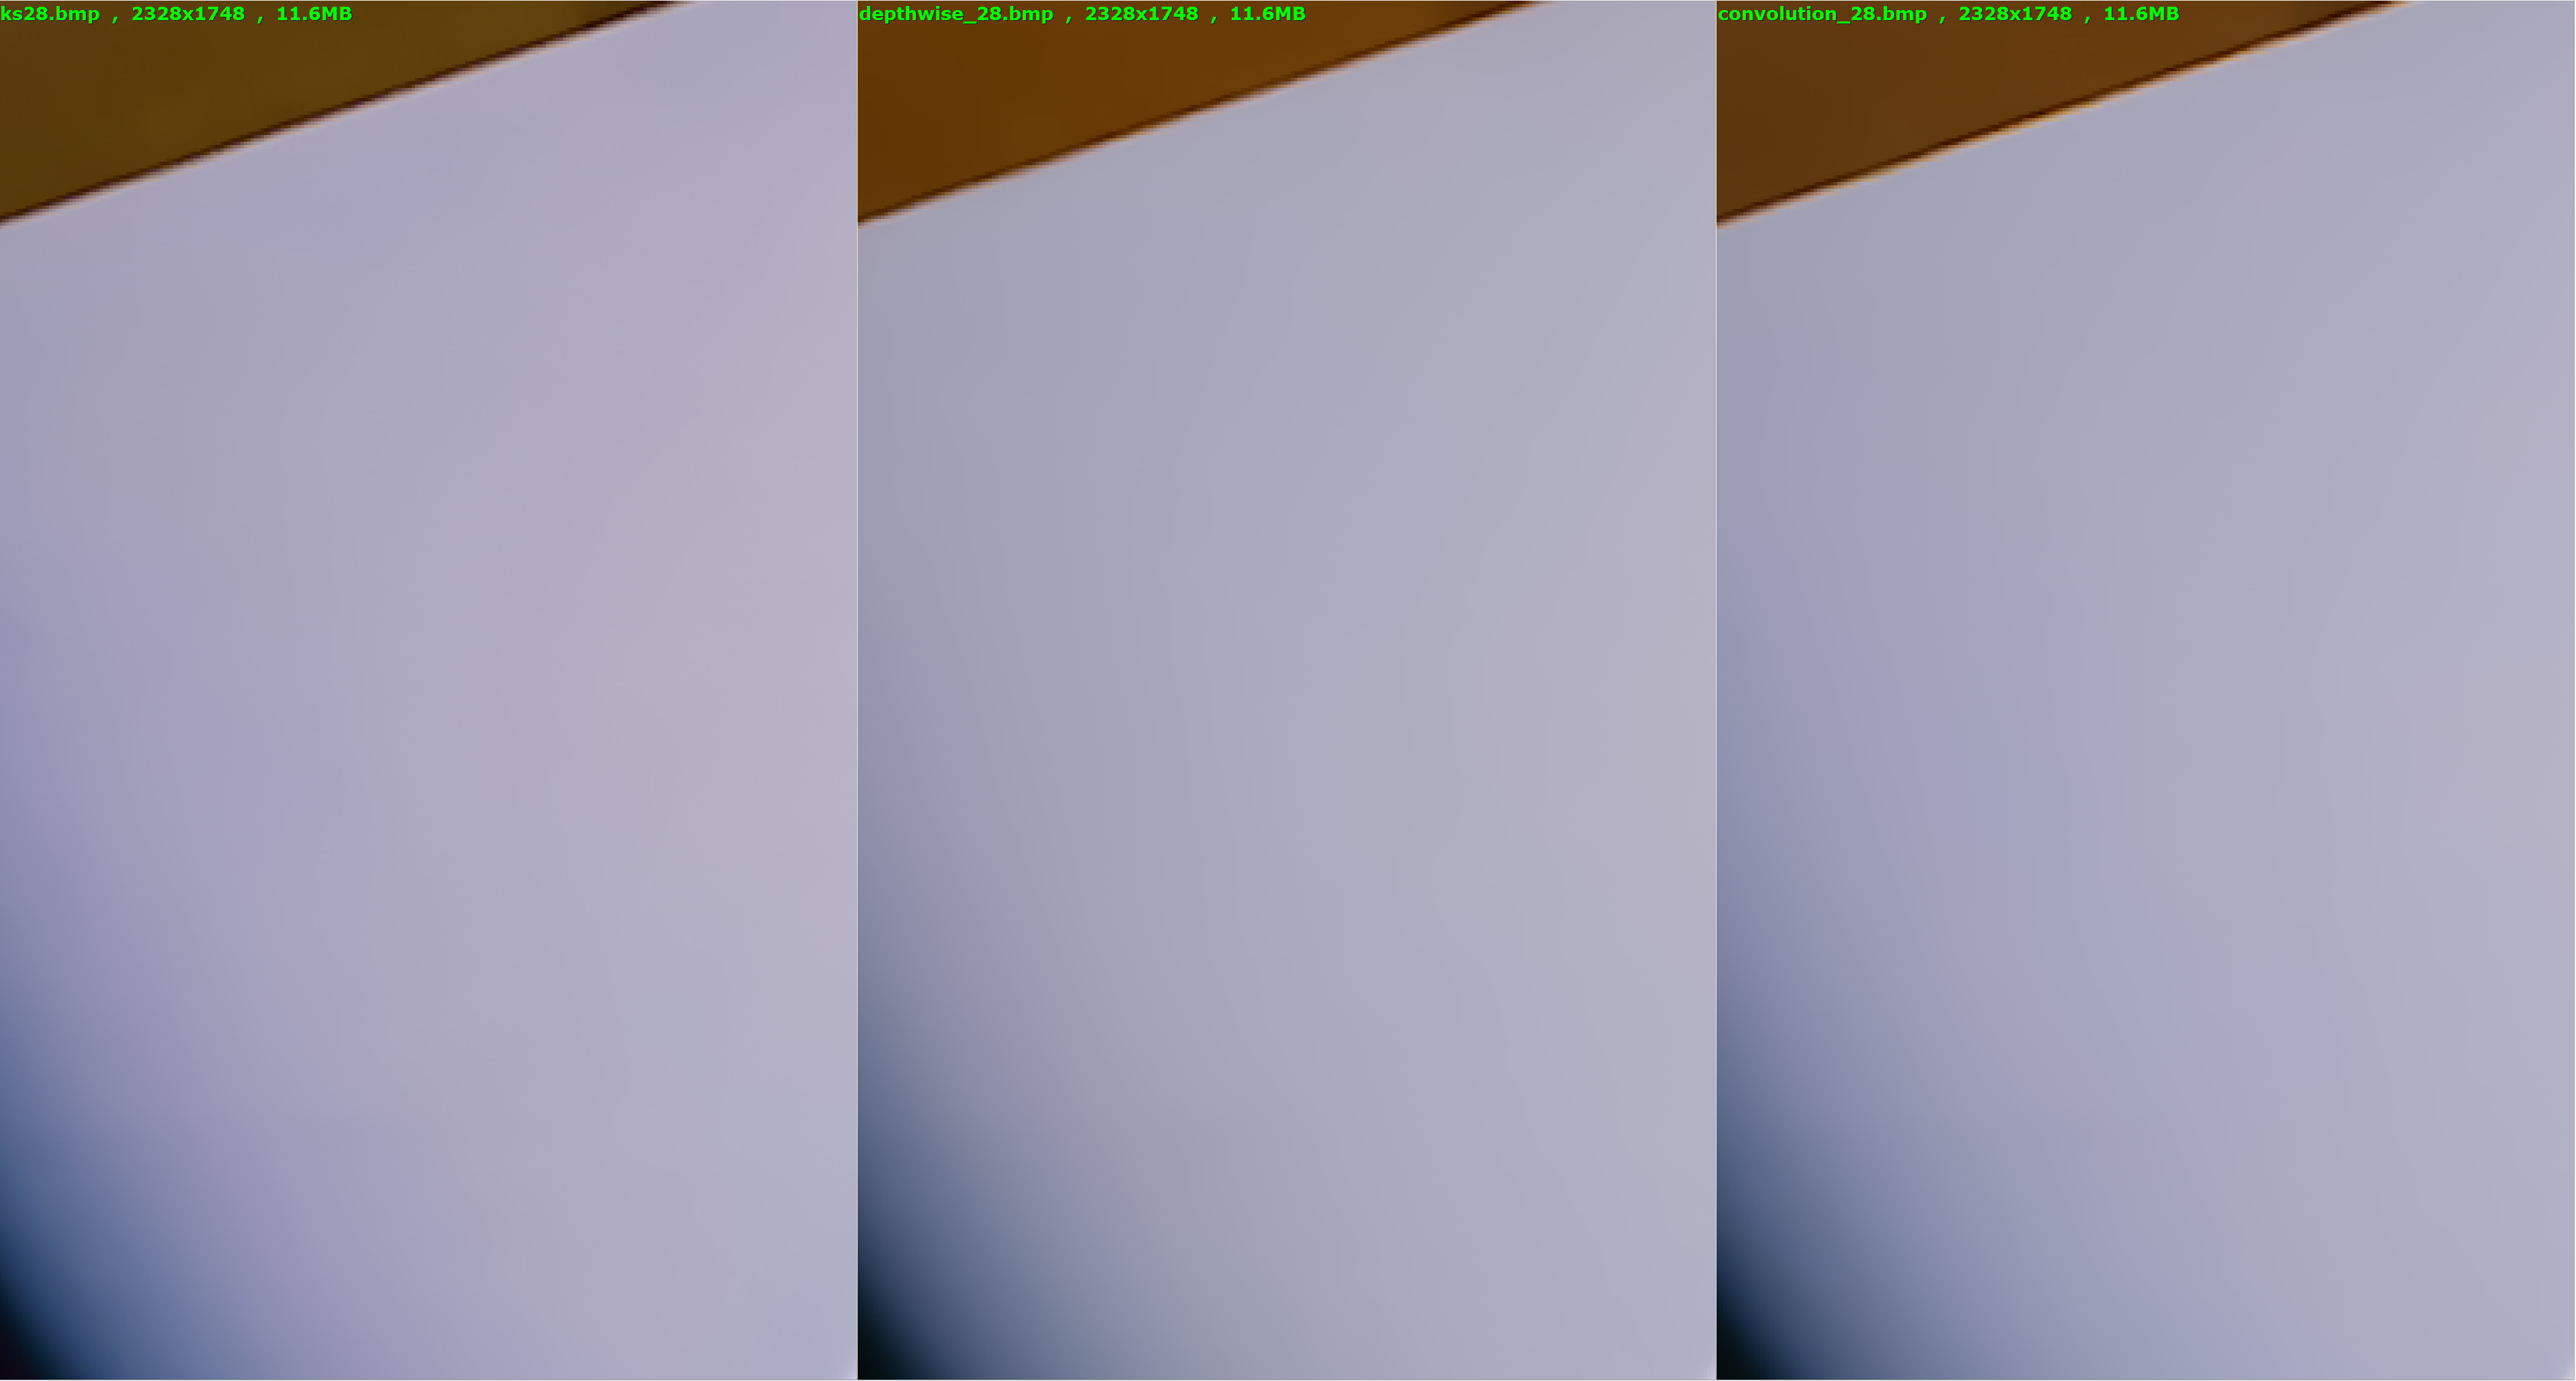 ks28.bmp , 2328x1748 , 11.6MB
depthwise_28.bmp , 2328x1748 , 11.6MB
convolution_28.bmp , 2328x1748 , 11.6MB